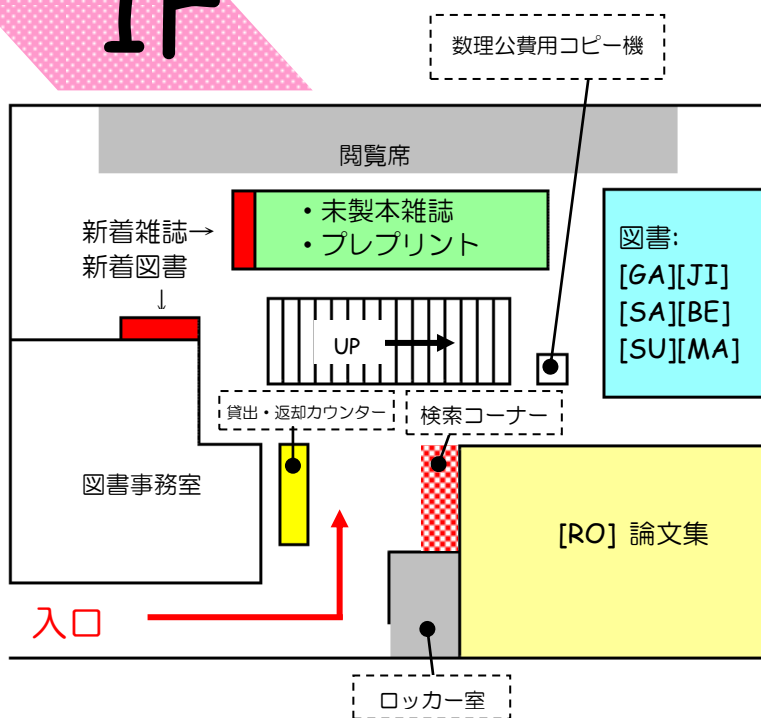 1F
数理公費用コピー機
閲覧席
新着雑誌→
新着図書
↓
・未製本雑誌
・プレプリント
図書:
[GA][JI]
[SA][BE]
[SU][MA]
UP
貸出・返却カウンター
検索コーナー
図書事務室
[RO] 論文集
入口
ロッカー室